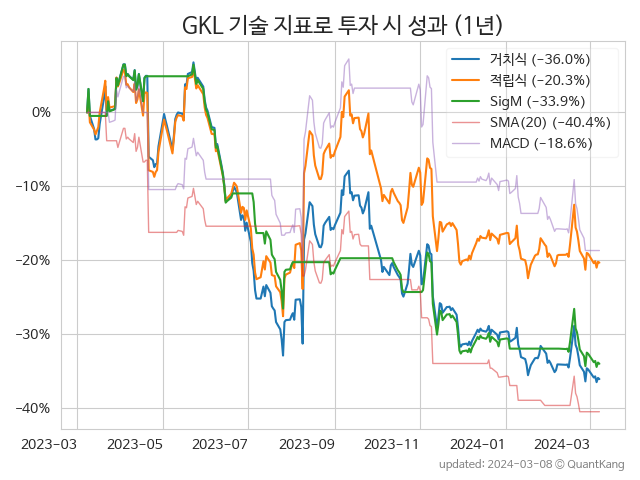 GKL 기술 지표로 투자 시 성과 (1년)
거치식 (−36.0%)
적립식 (−20.3%)
SigM (−33.9%)
SMA(20) (−40.4%)
MACD (−18.6%)
0%
−10%
−20%
−30%
−40%
2023-03 2023-05 2023-07 2023-09 2023-11 2024-01 2024-03
updated: 2024-03-08 © QuantKang